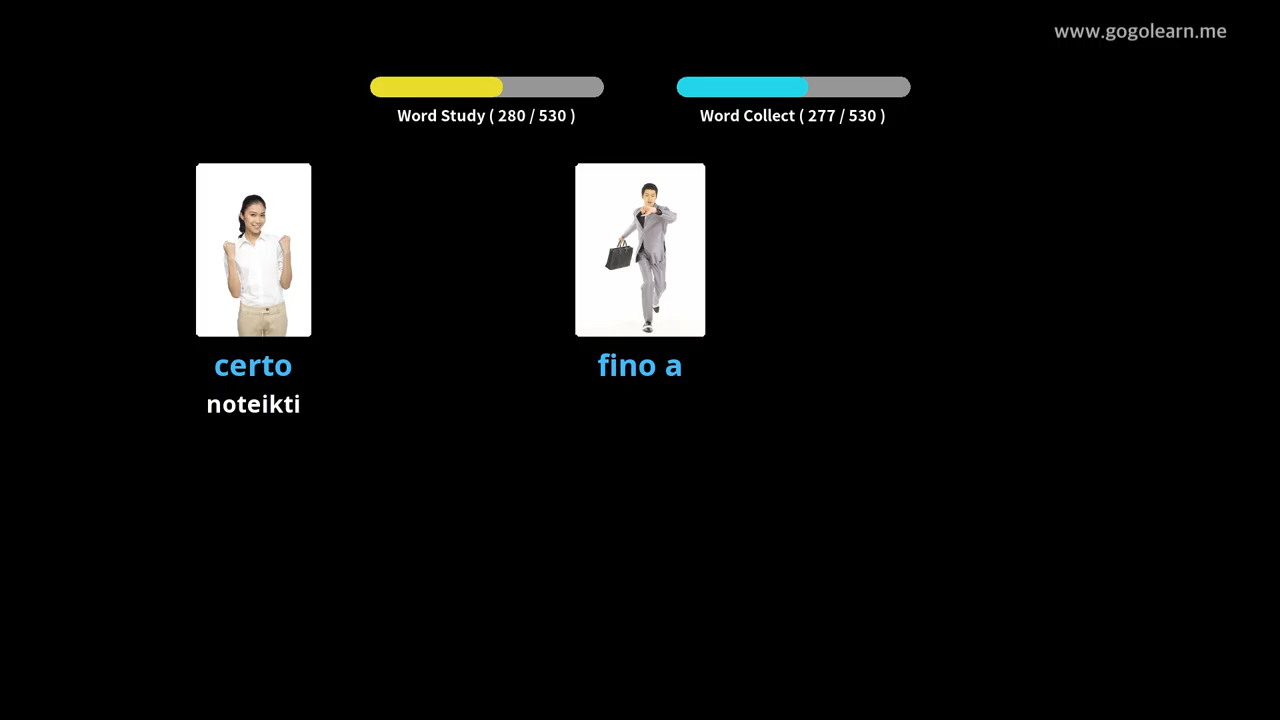 www.gogolearn.me
Word Study ( 280 / 530 )
Word Collect ( 277 / 530 )
certo
noteikti
fino a